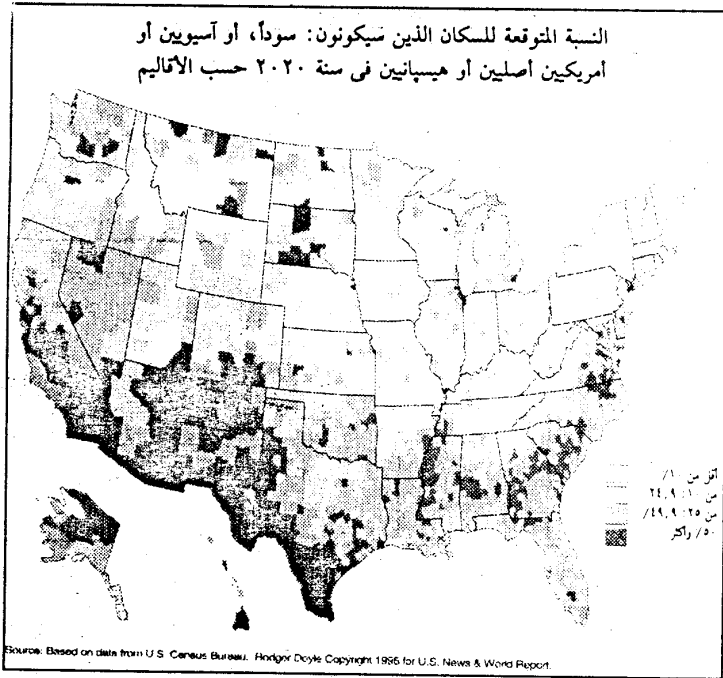 النسبة المتوقعة للسكان الذين سيكونون: سوداً، أو آسيويين أو
أمريكيين أصليين أو هيسپانيين فى سنة ٢٠٢٠ حسب الأقاليم
أقل من ١٠٪
من ١٠: ٢٤,٩
من ٢٥: ٤٩,٩٪
٥٠٪ وأكثر
Source: Based on data from U.S. Census Bureau. Rodger Doyle Copyright 1995 for U.S. News & World Report.